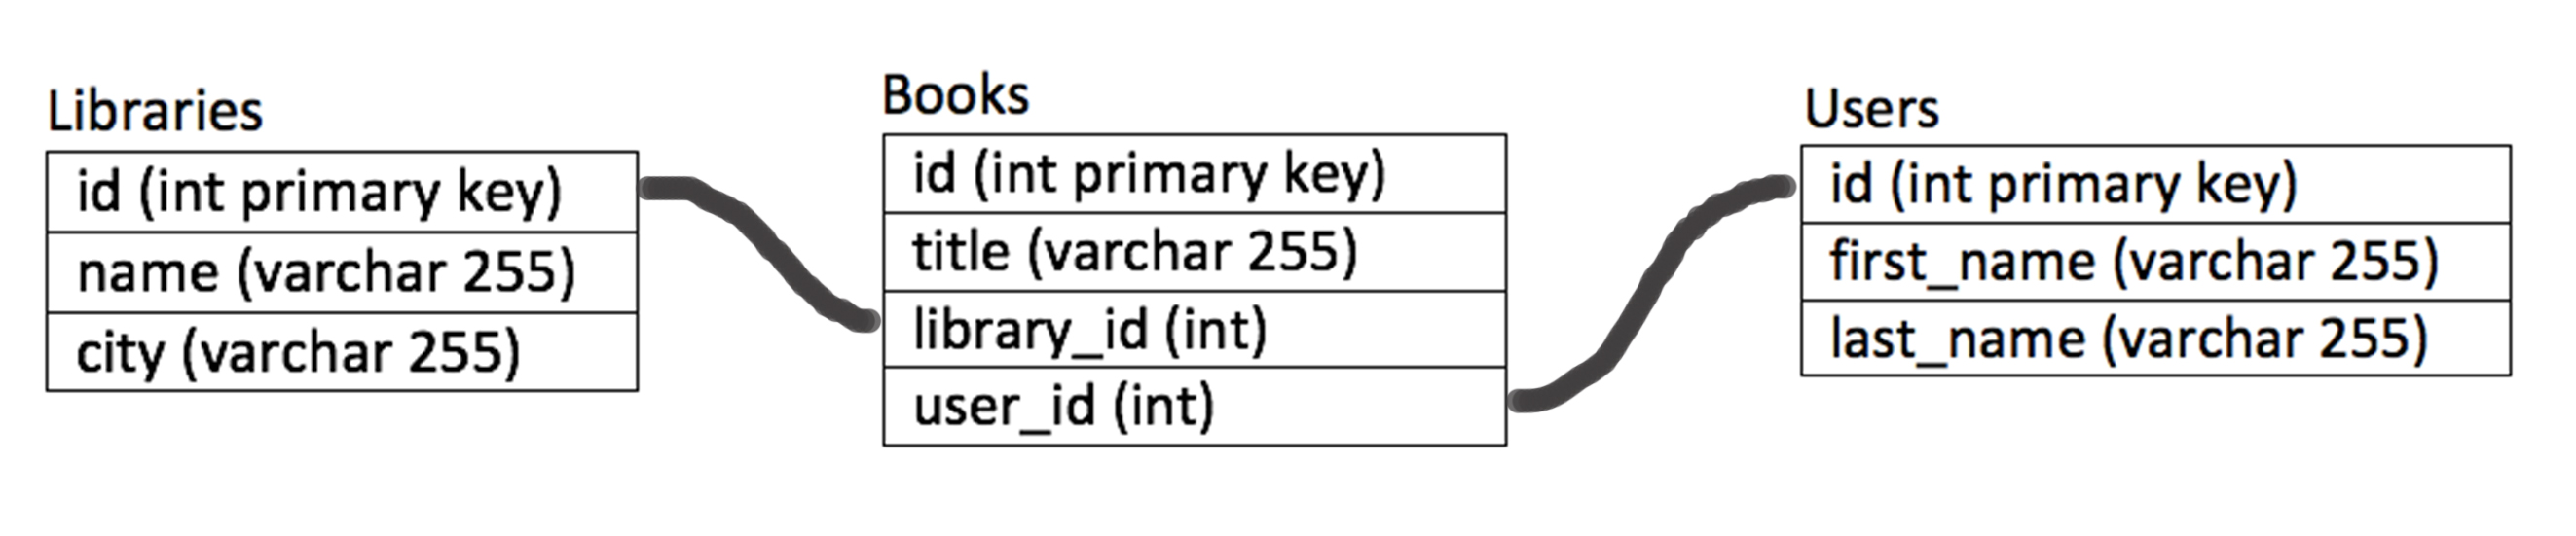 Libraries
id (int primary key)
name (varchar 255)
city (varchar 255)
Books
id (int primary key)
title (varchar 255)
library_id (int)
user_id (int)
Users
id (int primary key)
first_name (varchar 255)
last_name (varchar 255)